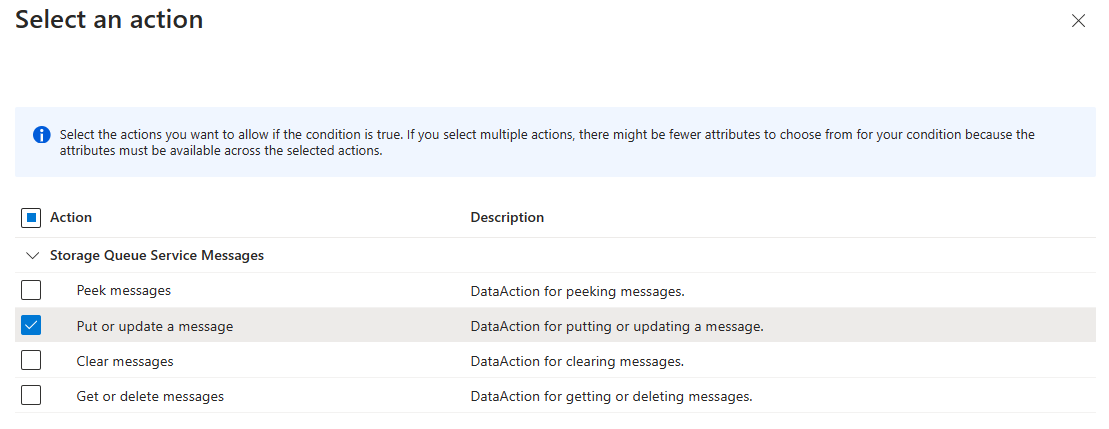 Select an action
Select the actions you want to allow if the condition is true. If you select multiple actions, there might be fewer attributes to choose from for your condition because the
attributes must be available across the selected actions.
Action Description
Storage Queue Service Messages
Peek messages DataAction for peeking messages.
Put or update a message DataAction for putting or updating a message.
Clear messages DataAction for clearing messages.
Get or delete messages DataAction for getting or deleting messages.